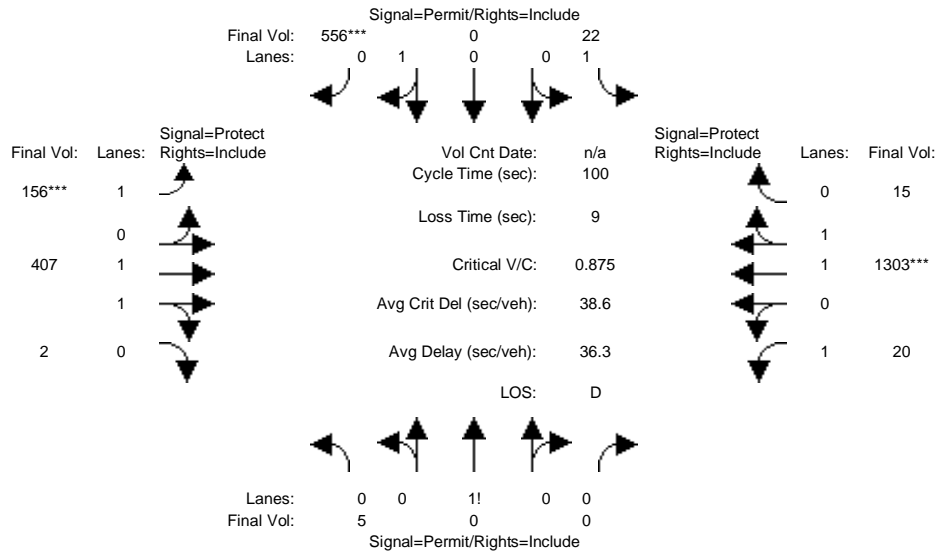 Signal=Permit/Rights=Include
Final Vol: 556*** 0 22
Lanes: 0 1 0 0 1
Signal=Protect Signal=Protect
Final Vol: Lanes: Rights=Include Vol Cnt Date: n/a Rights=Include Lanes: Final Vol:
Cycle Time (sec): 100
156*** 1 0 15
Loss Time (sec): 9
0 1
407 1 Critical V/C: 0.875 1 1303***
1 Avg Crit Del (sec/veh): 38.6 0
2 0 Avg Delay (sec/veh): 36.3 1 20
LOS: D
Lanes: 0 0 1! 0 0
Final Vol: 5 0 0
Signal=Permit/Rights=Include